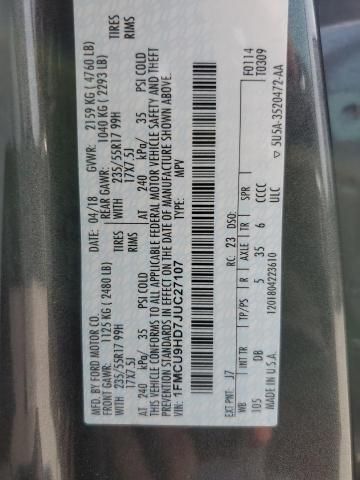 MFD. BY FORD MOTOR CO.
DATE: 04/18 GVWR: 2159 KG ( 4760 LB)
FRONT GAWR: 1125 KG ( 2480 LB) REAR GAWR: 1040 KG ( 2293 LB)
WITH 235/55R17 99H TIRES WITH 235/55R17 99H TIRES
17X7.5J RIMS 17X7.5J RIMS
AT 240 kPa/ 35 PSI COLD AT 240 kPa/ 35 PSI COLD
THIS VEHICLE CONFORMS TO ALL APPLICABLE FEDERAL MOTOR VEHICLE SAFETY AND THEFT
PREVENTION STANDARDS IN EFFECT ON THE DATE OF MANUFACTURE SHOWN ABOVE
VIN: 1FMCU9HD7JUC27107
TYPE: MPV
F0114
T0309
EXT PNT: J7 RC: 23 DSO:
WB INT TR TP/PS R AXLE TR SPR
105 DB 5 35 6 CCCC
1201804223610 ULC
MADE IN U.S.A. 5U5A-3520472-AA